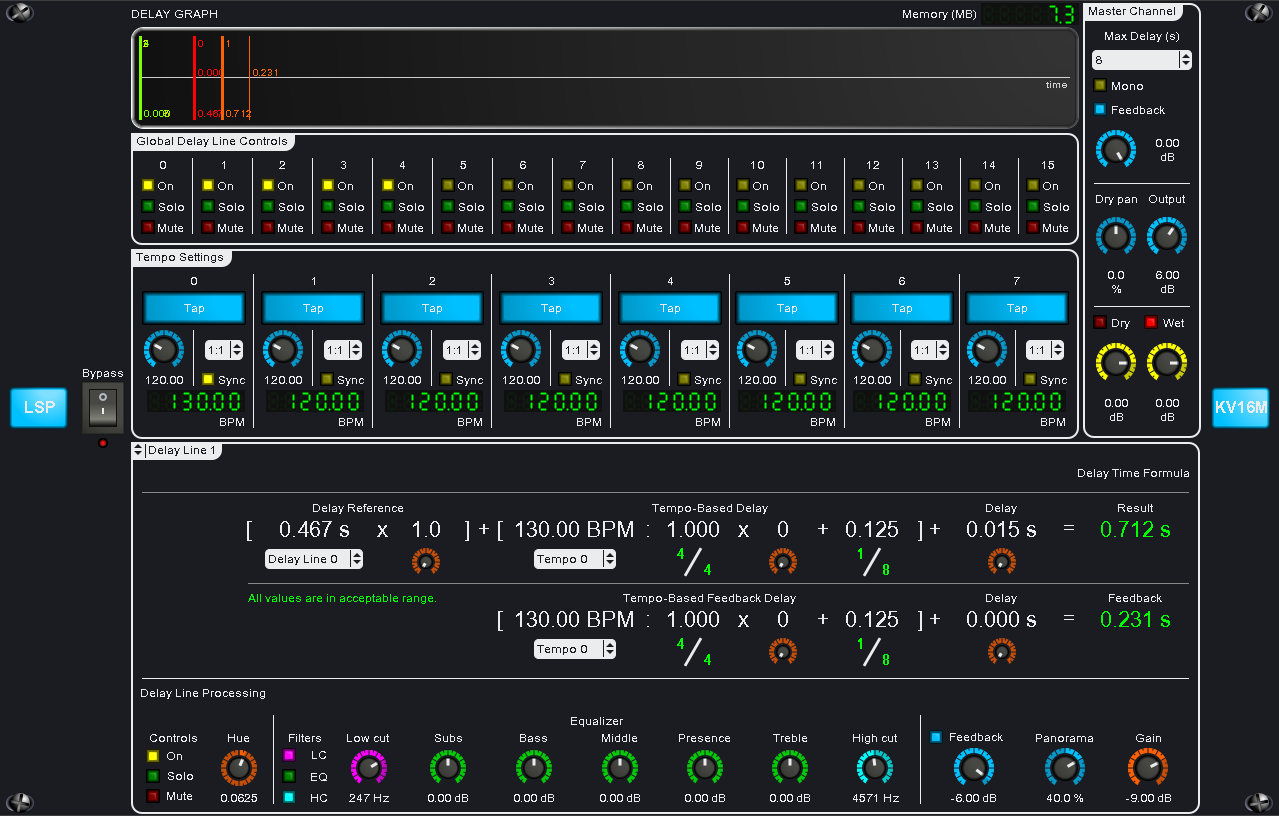 DELAY GRAPH
Memory (MB) 7.3
0 1
0.000 0.231
time
0.467 0.712
Master Channel
Max Delay (s)
8
Mono
Feedback
0.00
dB
Dry pan Output
0.0 6.00
% dB
Dry Wet
0.00 0.00
dB dB
Global Delay Line Controls
0 1 2 3 4 5 6 7 8 9 10 11 12 13 14 15
On On On On On On On On On On On On On On On On
Solo Solo Solo Solo Solo Solo Solo Solo Solo Solo Solo Solo Solo Solo Solo Solo
Mute Mute Mute Mute Mute Mute Mute Mute Mute Mute Mute Mute Mute Mute Mute Mute
Tempo Settings
0 1 2 3 4 5 6 7
Tap Tap Tap Tap Tap Tap Tap Tap
1:1 1:1 1:1 1:1 1:1 1:1 1:1 1:1
120.00 Sync 120.00 Sync 120.00 Sync 120.00 Sync 120.00 Sync 120.00 Sync 120.00 Sync 120.00 Sync
130.00 120.00 120.00 120.00 120.00 120.00 120.00 120.00
BPM BPM BPM BPM BPM BPM BPM BPM
Bypass
LSP
KV16M
Delay Line 1
Delay Time Formula
Delay Reference Tempo-Based Delay Delay Result
[ 0.467 s x 1.0 ] + [ 130.00 BPM : 1.000 x 0 + 0.125 ] + 0.015 s = 0.712 s
Delay Line 0 Tempo 0 4/4 1/8
All values are in acceptable range. Tempo-Based Feedback Delay Delay Feedback
[ 130.00 BPM : 1.000 x 0 + 0.125 ] + 0.000 s = 0.231 s
Tempo 0 4/4 1/8
Delay Line Processing
Equalizer
Controls Hue Filters Low cut Subs Bass Middle Presence Treble High cut Feedback Panorama Gain
On LC
Solo EQ
Mute HC
0.0625 247 Hz 0.00 dB 0.00 dB 0.00 dB 0.00 dB 0.00 dB 4571 Hz -6.00 dB 40.0 % -9.00 dB